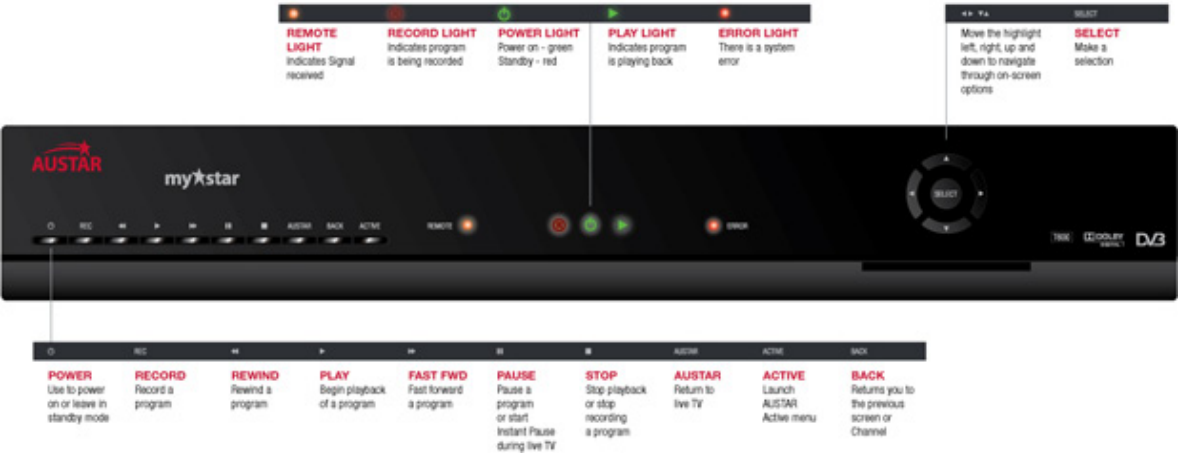 SELECT
REMOTE
LIGHT
Indicates Signal
received
RECORD LIGHT
Indicates program
is being recorded
POWER LIGHT
Power on - green
Standby - red
PLAY LIGHT
Indicates program
is playing back
ERROR LIGHT
There is a system
error
Move the highlight
left, right, up and
down to navigate
through on-screen
options
SELECT
Make a
selection
AUSTAR
my★star
REC
AUSTAR
BACK
ACTIVE
REMOTE
ERROR
SELECT
DOLBY
DIGITAL
DVB
REC
AUSTAR
ACTIVE
BACK
POWER
Use to power
on or leave in
standby mode
RECORD
Record a
program
REWIND
Rewind a
program
PLAY
Begin playback
of a program
FAST FWD
Fast forward
a program
PAUSE
Pause a
program
or start
Instant Pause
during live TV
STOP
Stop playback
or stop
recording
a program
AUSTAR
Return to
live TV
ACTIVE
Launch
AUSTAR
Active menu
BACK
Returns you to
the previous
screen or
Channel